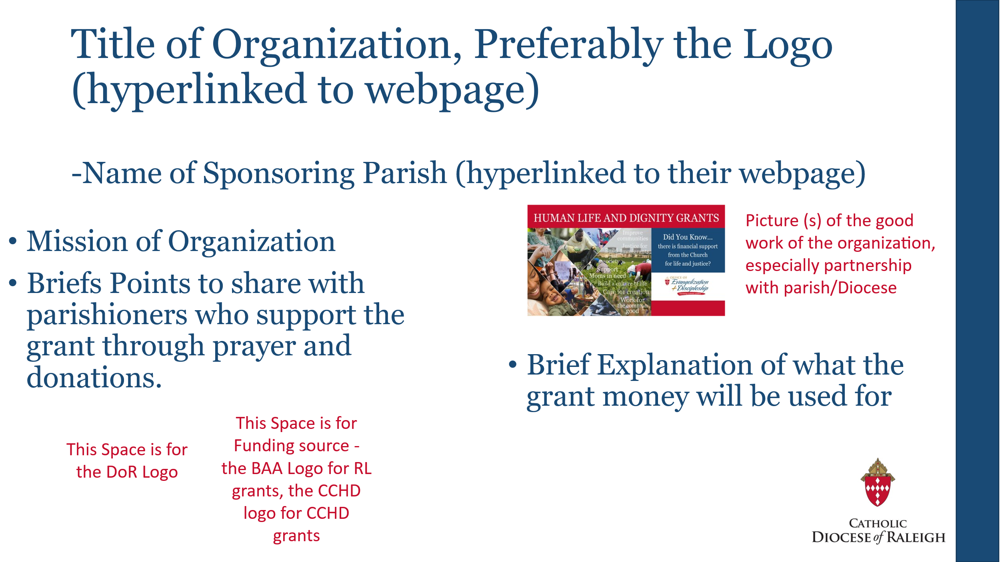 Title of Organization, Preferably the Logo
(hyperlinked to webpage)
-Name of Sponsoring Parish (hyperlinked to their webpage)
• Mission of Organization
• Briefs Points to share with
parishioners who support the
grant through prayer and
donations.
This Space is for
the DoR Logo
This Space is for
Funding source -
the BAA Logo for RL
grants, the CCHD
logo for CCHD
grants
HUMAN LIFE AND DIGNITY GRANTS
Improve
communities
Justice for
Immigrants
Build
a just
society
Support
Moms in need
Build a culture of life
Care for creation
Work for
the common
good
Did You Know...
there is financial support
from the Church
for life and justice?
OFFICE OF
Evangelization
+Discipleship
Picture (s) of the good
work of the organization,
especially partnership
with parish/Diocese
• Brief Explanation of what the
grant money will be used for
CATHOLIC
DIOCESE of RALEIGH